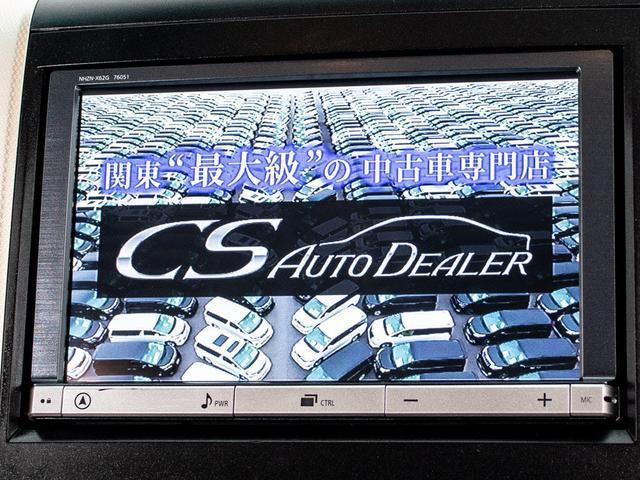 NHZN-X62G 76051
関東“最大級”の 中古車専門店
CS AUTO DEALER
PWR CTRL − + MIC